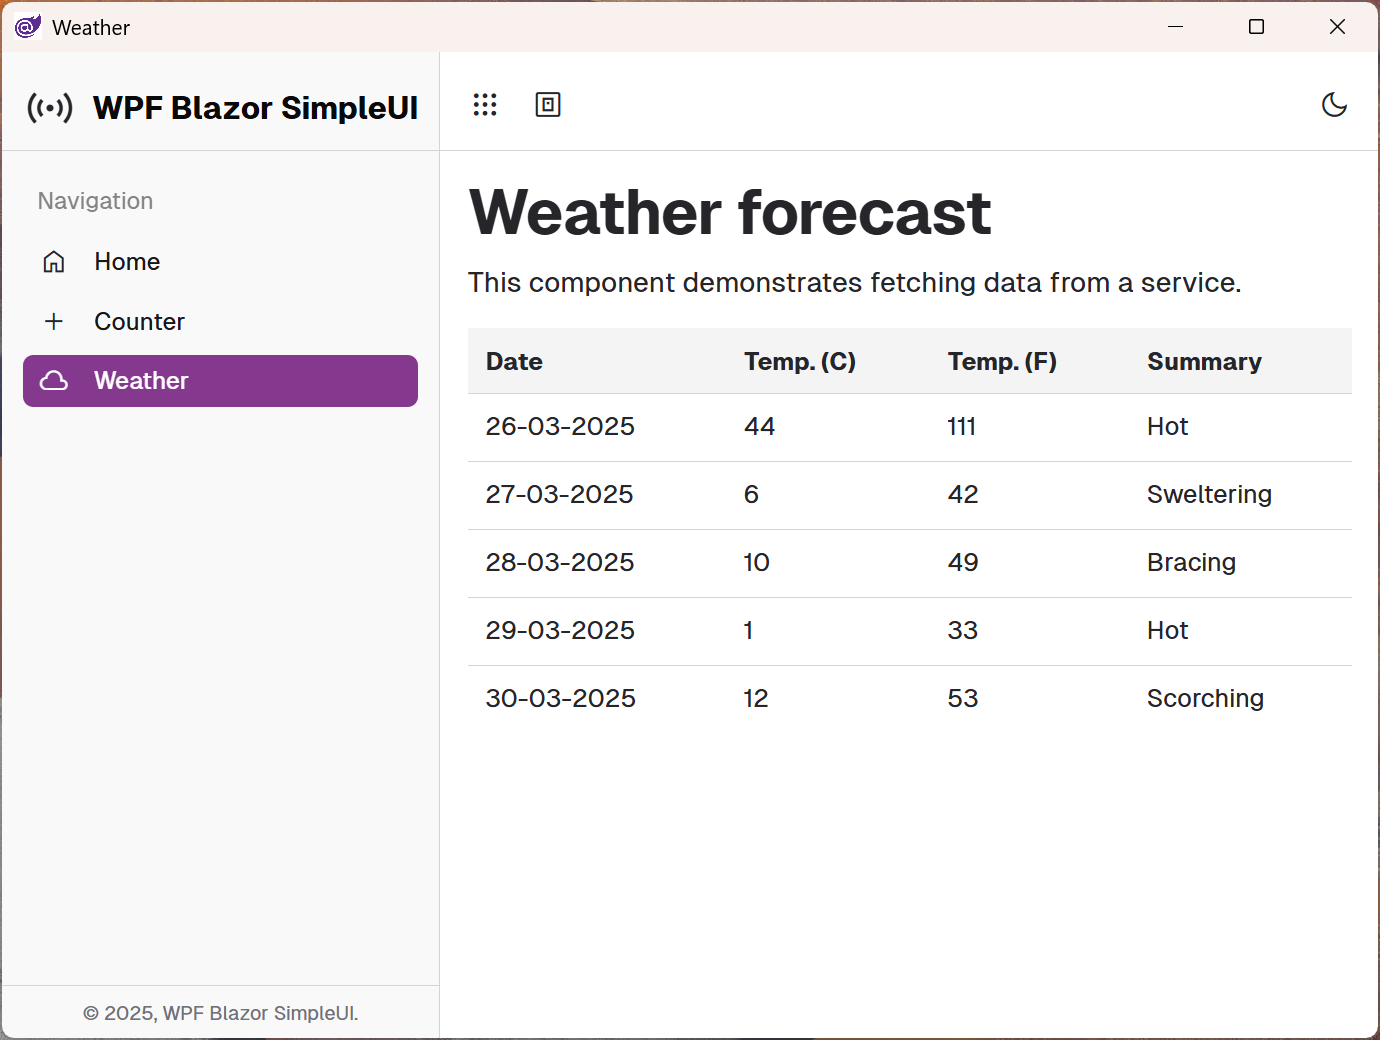 Weather
WPF Blazor SimpleUI
Navigation
Home
Counter
Weather
Weather forecast
This component demonstrates fetching data from a service.
Date Temp. (C) Temp. (F) Summary
26-03-2025 44 111 Hot
27-03-2025 6 42 Sweltering
28-03-2025 10 49 Bracing
29-03-2025 1 33 Hot
30-03-2025 12 53 Scorching
© 2025, WPF Blazor SimpleUI.